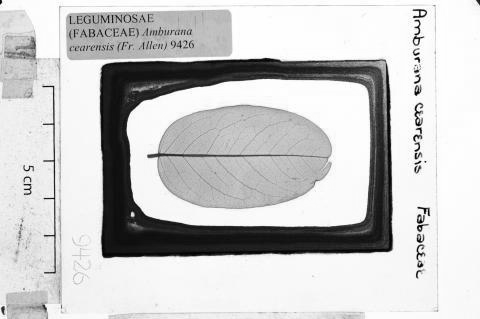 LEGUMINOSAE
(FABACEAE) Amburana
cearensis (Fr. Allen) 9426
Amburana cearensis Fabaceae
5 cm
9426